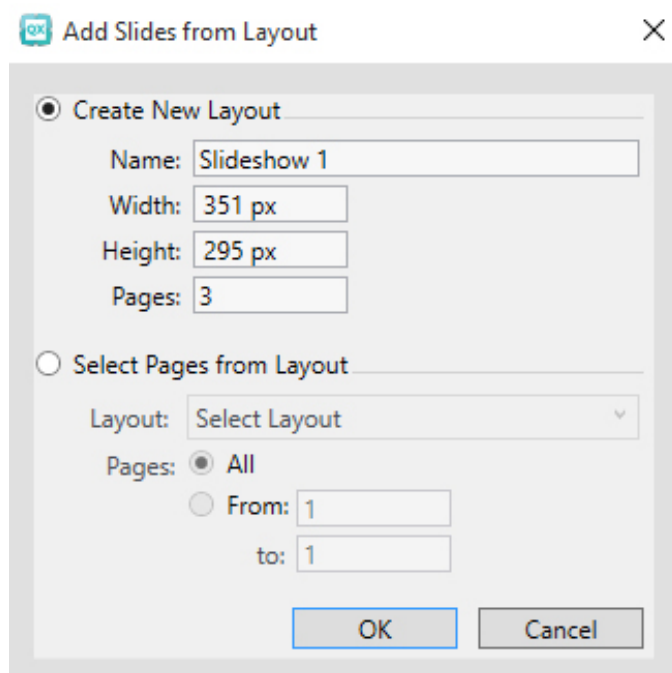 QX Add Slides from Layout
Create New Layout
Name: Slideshow 1
Width: 351 px
Height: 295 px
Pages: 3
Select Pages from Layout
Layout: Select Layout
Pages: All
From: 1
to: 1
OK Cancel